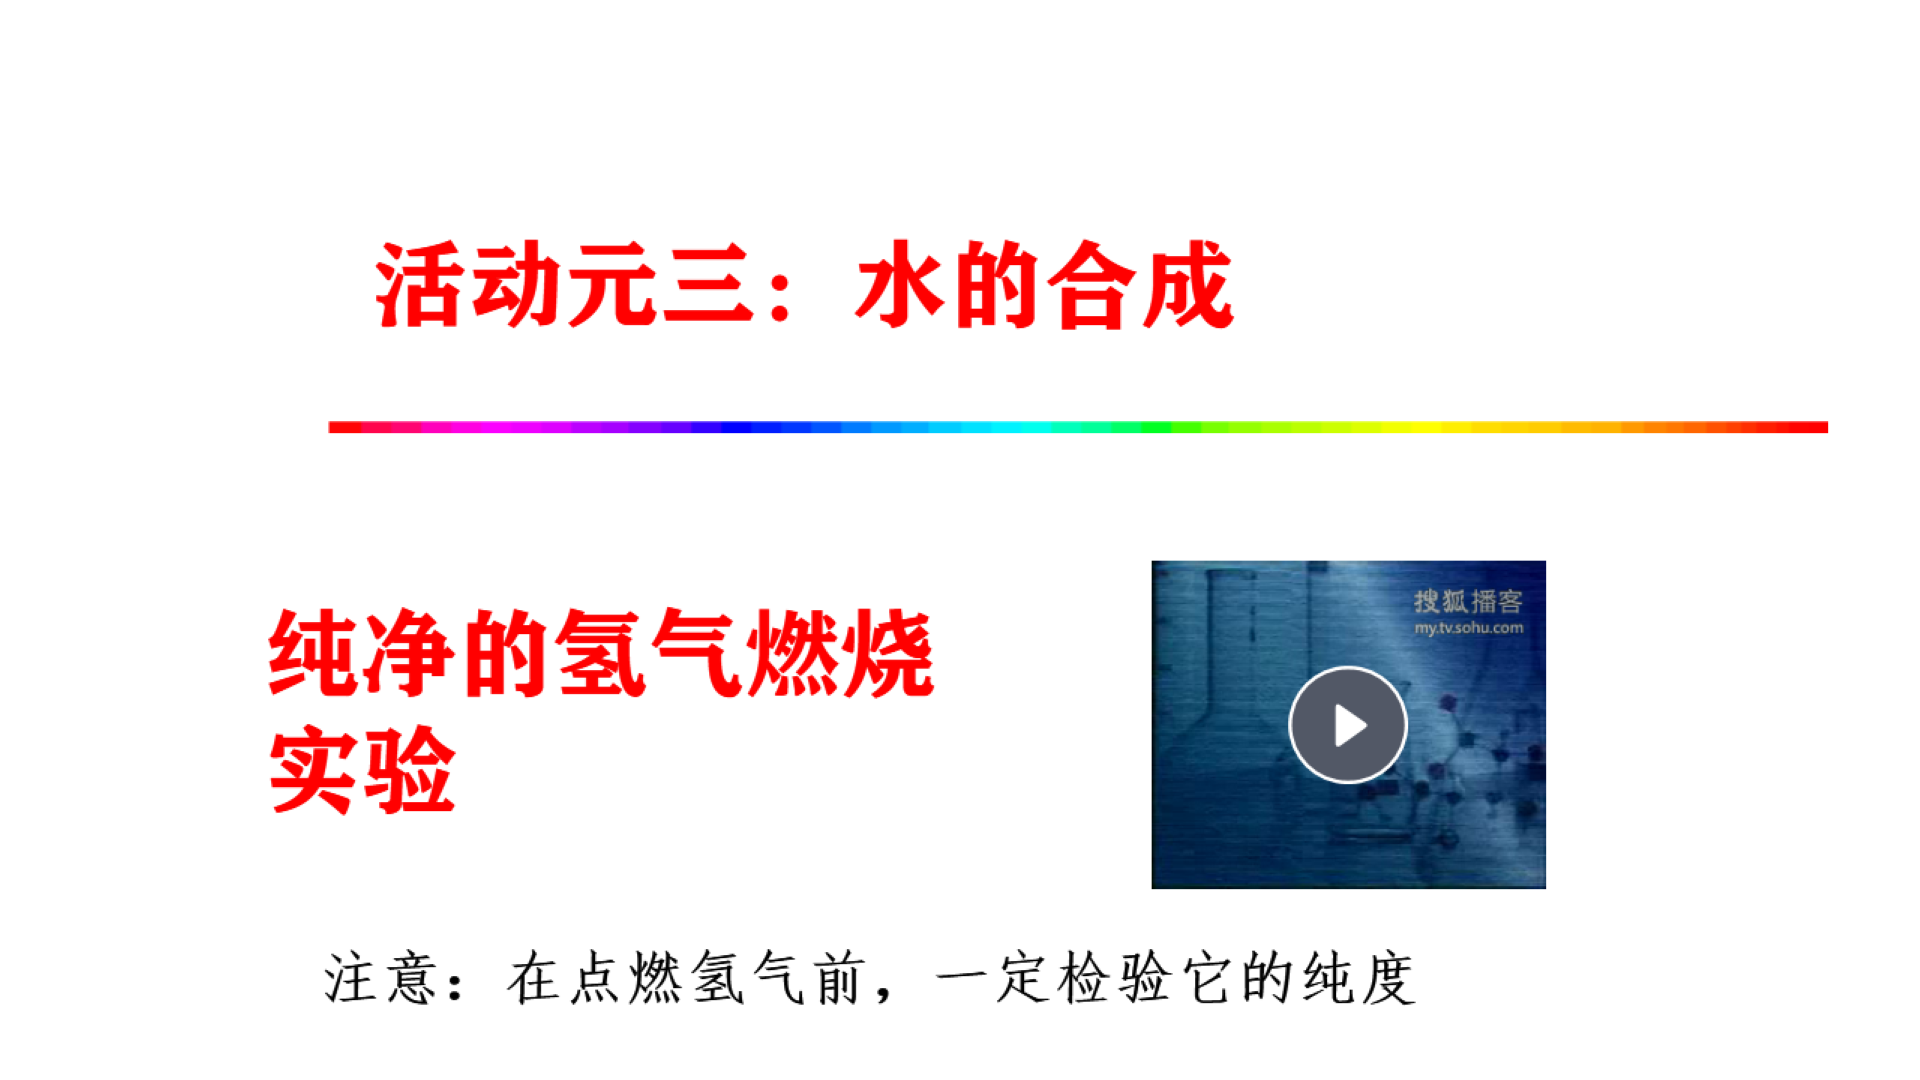 活动元三：水的合成
纯净的氢气燃烧
实验
搜狐播客
my.tv.sohu.com
注意：在点燃氢气前，一定检验它的纯度